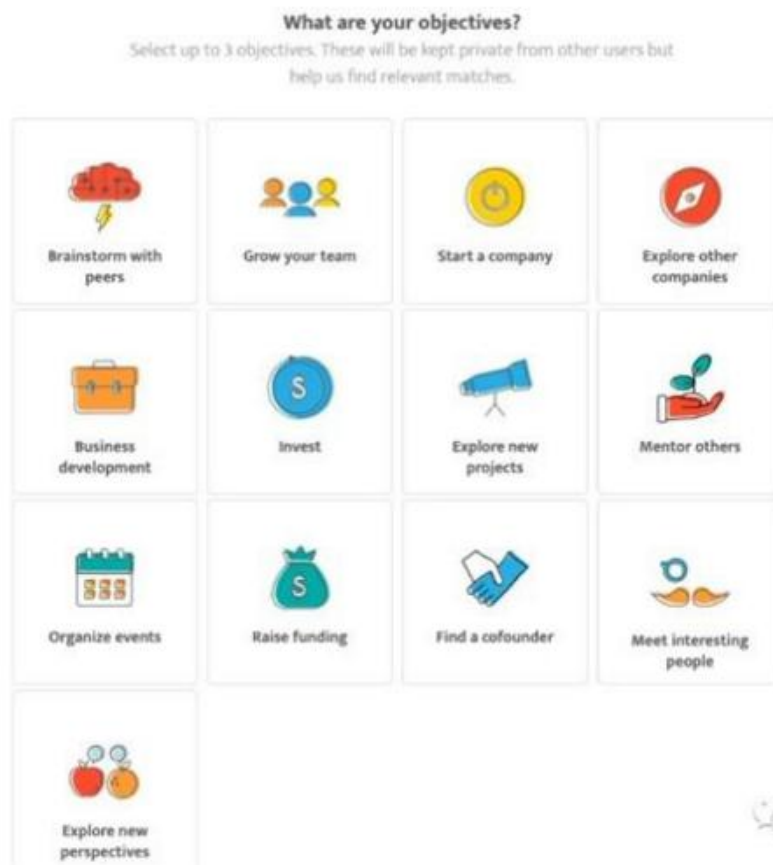 What are your objectives?
Select up to 3 objectives. These will be kept private from other users but
help us find relevant matches.
Brainstorm with
peers
Grow your team
Start a company
Explore other
companies
Business
development
Invest
Explore new
projects
Mentor others
Organize events
Raise funding
Find a cofounder
Meet interesting
people
Explore new
perspectives